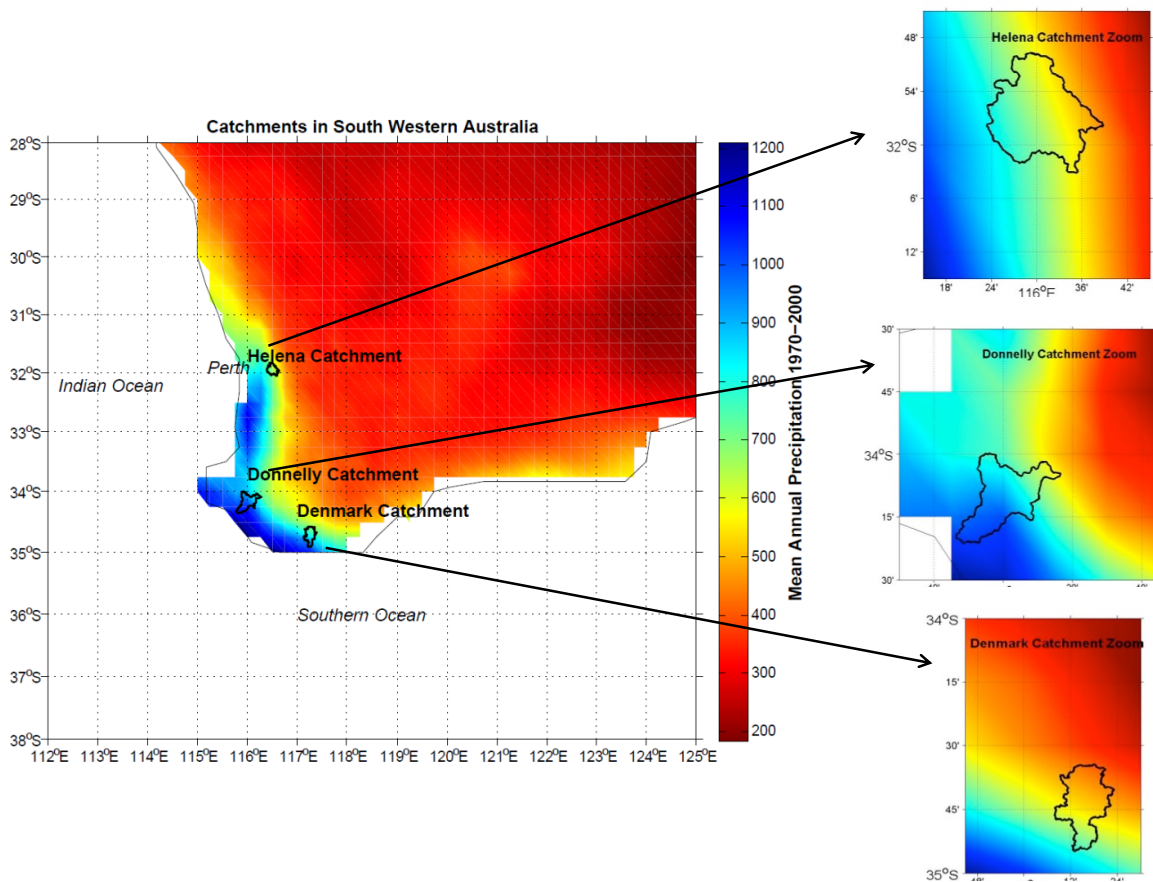 Catchments in South Western Australia
28°S
29°S
30°S
31°S
32°S
33°S
34°S
35°S
36°S
37°S
38°S
112°E 113°E 114°E 115°E 116°E 117°E 118°E 119°E 120°E 121°E 122°E 123°E 124°E 125°E
Helena Catchment
Perth
Indian Ocean
Donnelly Catchment
Denmark Catchment
Southern Ocean
1200
1100
1000
900
800
700
600
500
400
300
200
Mean Annual Precipitation 1970−2000
Helena Catchment Zoom
48'
54'
32°S
6'
12'
18' 24' 116°E 36' 42'
Donnelly Catchment Zoom
30'
45'
34°S
15'
30'
Denmark Catchment Zoom
34°S
15'
30'
45'
35°S